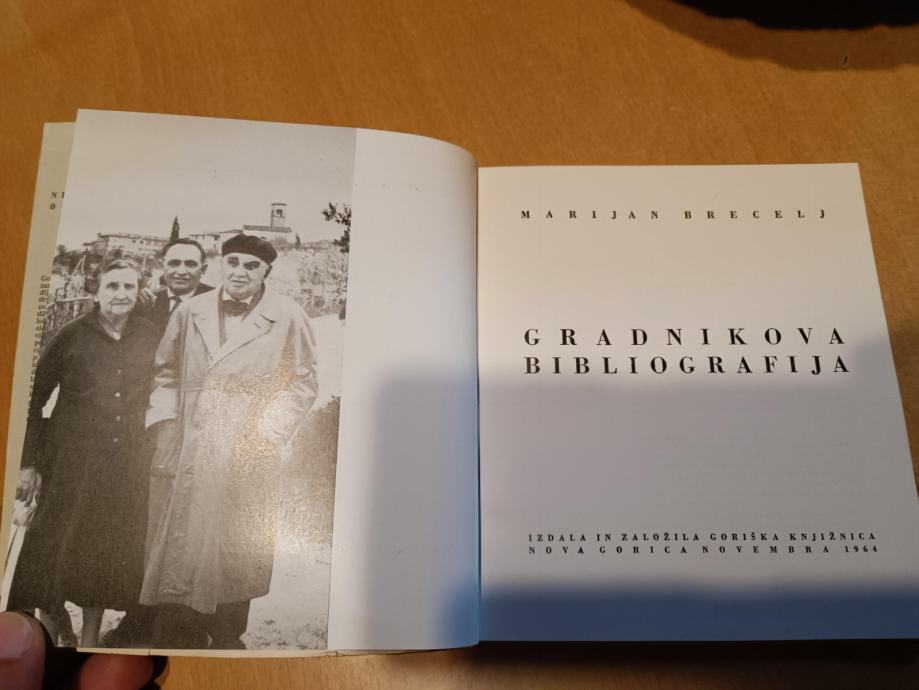 MARIJAN BRECELJ
GRADNIKOVA
BIBLIOGRAFIJA
IZDALA IN ZALOŽILA GORIŠKA KNJIŽNICA
NOVA GORICA NOVEMBRA 1964